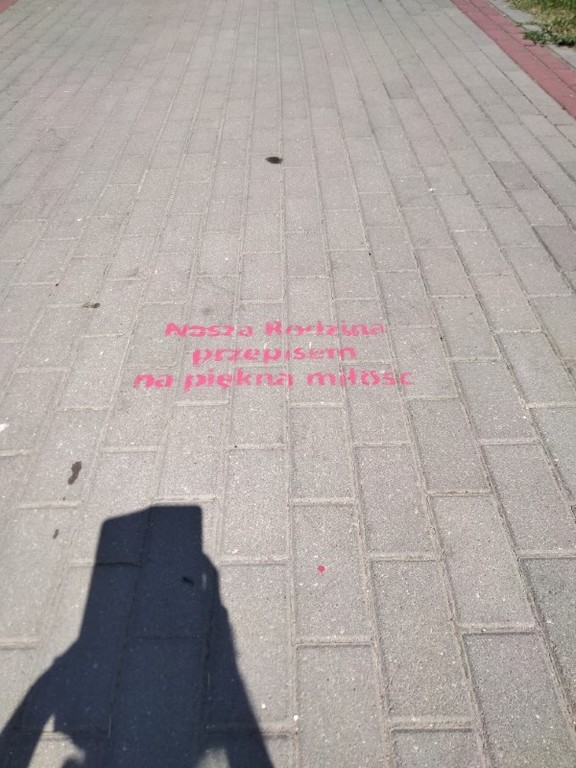 Nasza Rodzina
przepisem
na piękną miłość